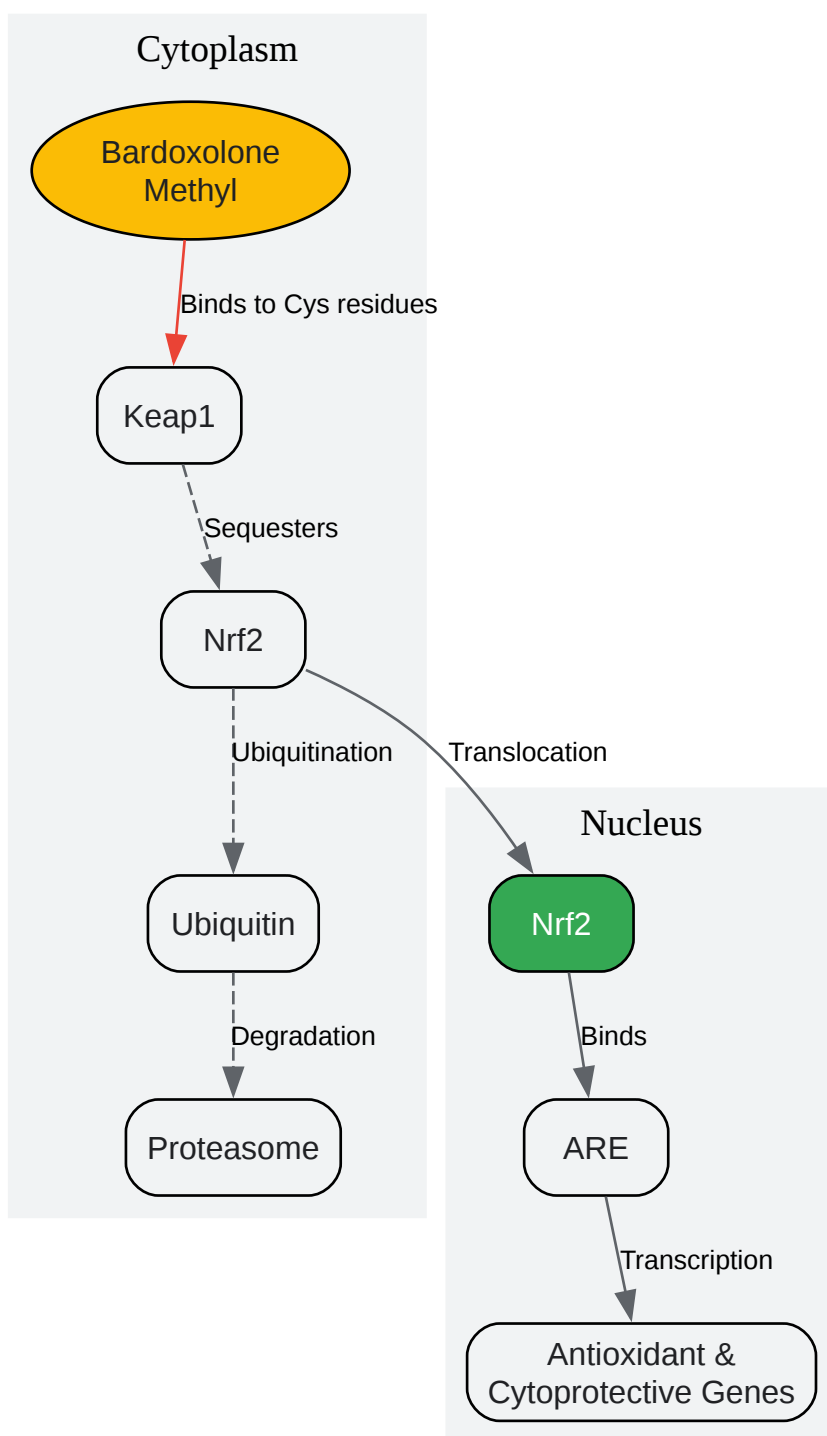 Cytoplasm
Bardoxolone
Methyl
Binds to Cys residues
Keap1
Sequesters
Nrf2
Ubiquitination
Translocation
Nucleus
Ubiquitin
Nrf2
Degradation
Binds
Proteasome
ARE
Transcription
Antioxidant &
Cytoprotective Genes